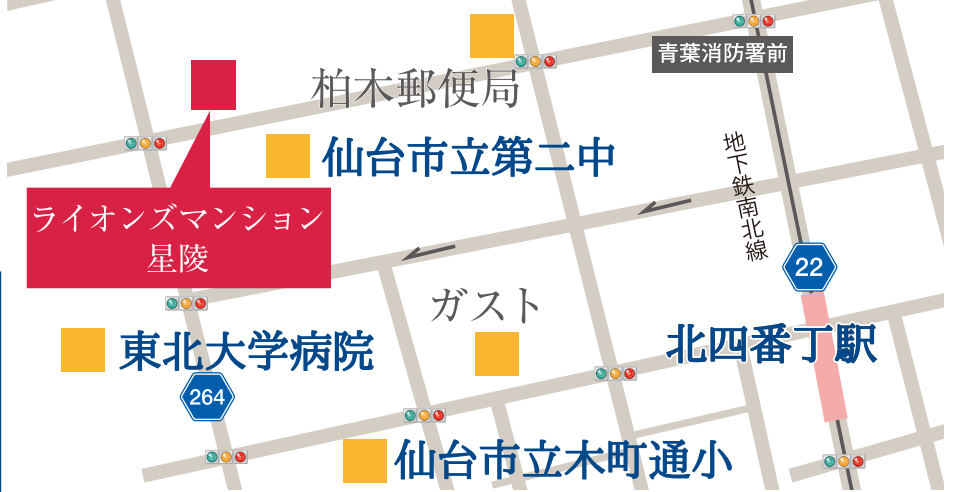 青葉消防署前
柏木郵便局
仙台市立第二中
地下鉄南北線
ライオンズマンション
星陵
22
ガスト
東北大学病院
北四番丁駅
264
仙台市立木町通小